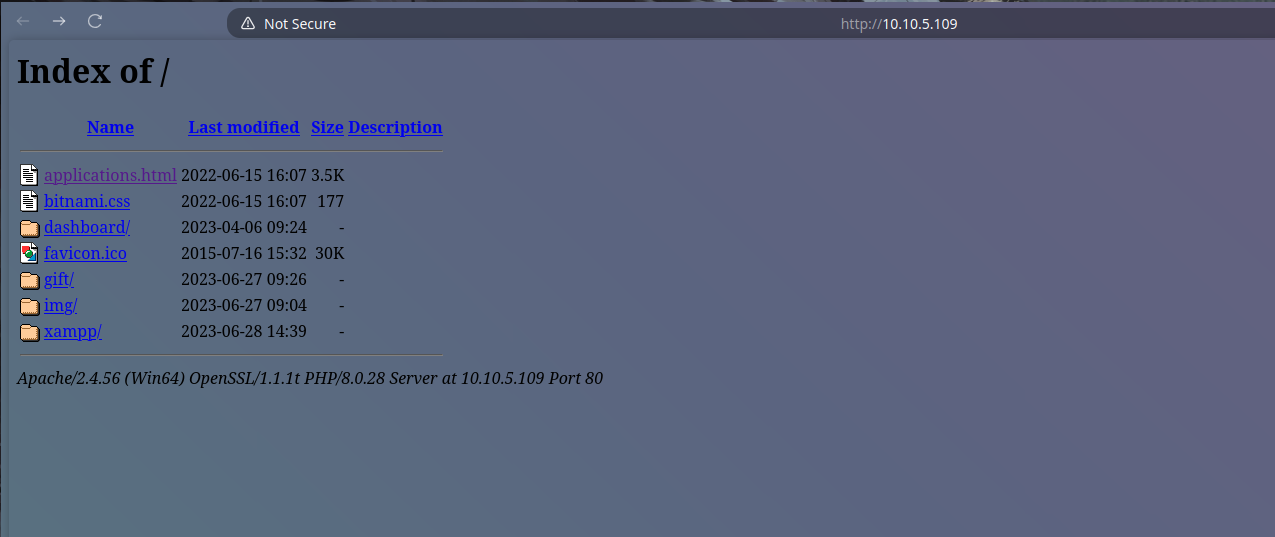 Not Secure http://10.10.5.109
Index of /
Name Last modified Size Description
applications.html 2022-06-15 16:07 3.5K
bitnami.css 2022-06-15 16:07 177
dashboard/ 2023-04-06 09:24 -
favicon.ico 2015-07-16 15:32 30K
gift/ 2023-06-27 09:26 -
img/ 2023-06-27 09:04 -
xampp/ 2023-06-28 14:39 -
Apache/2.4.56 (Win64) OpenSSL/1.1.1t PHP/8.0.28 Server at 10.10.5.109 Port 80